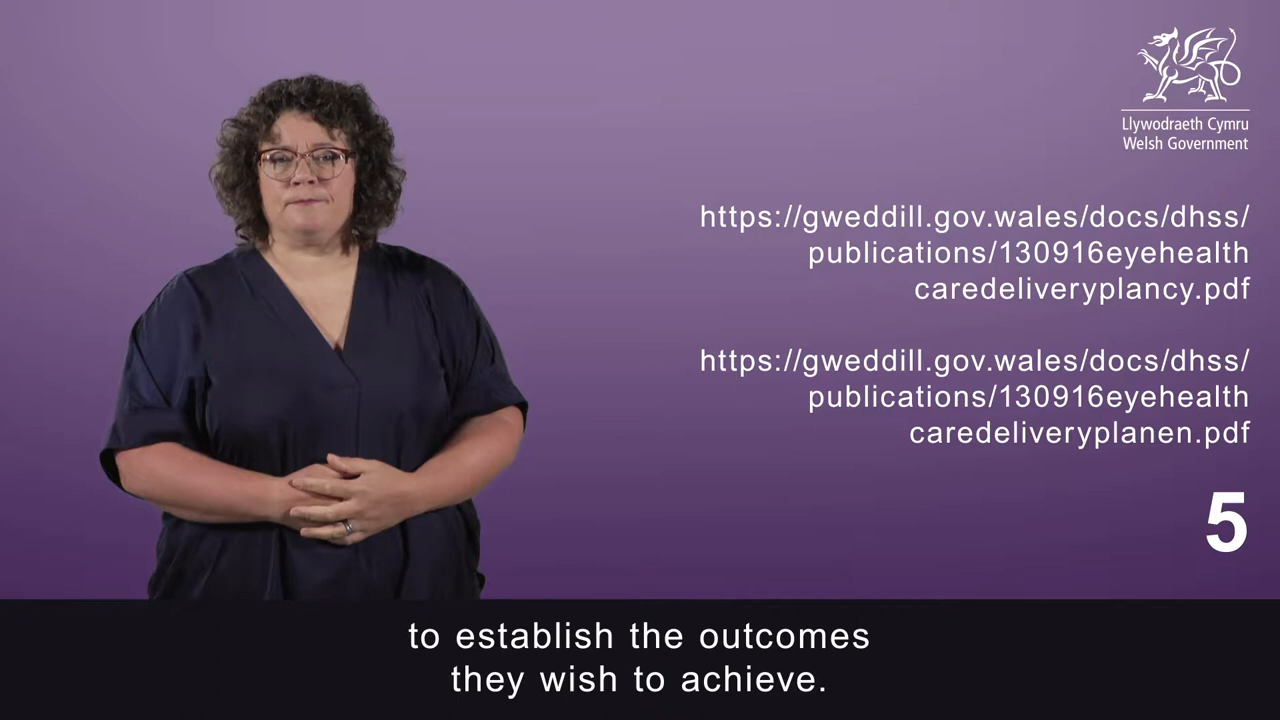 Llywodraeth Cymru
Welsh Government
https://gweddill.gov.wales/docs/dhss/
publications/130916eyehealth
caredeliveryplancy.pdf
https://gweddill.gov.wales/docs/dhss/
publications/130916eyehealth
caredeliveryplanen.pdf
5
to establish the outcomes
they wish to achieve.